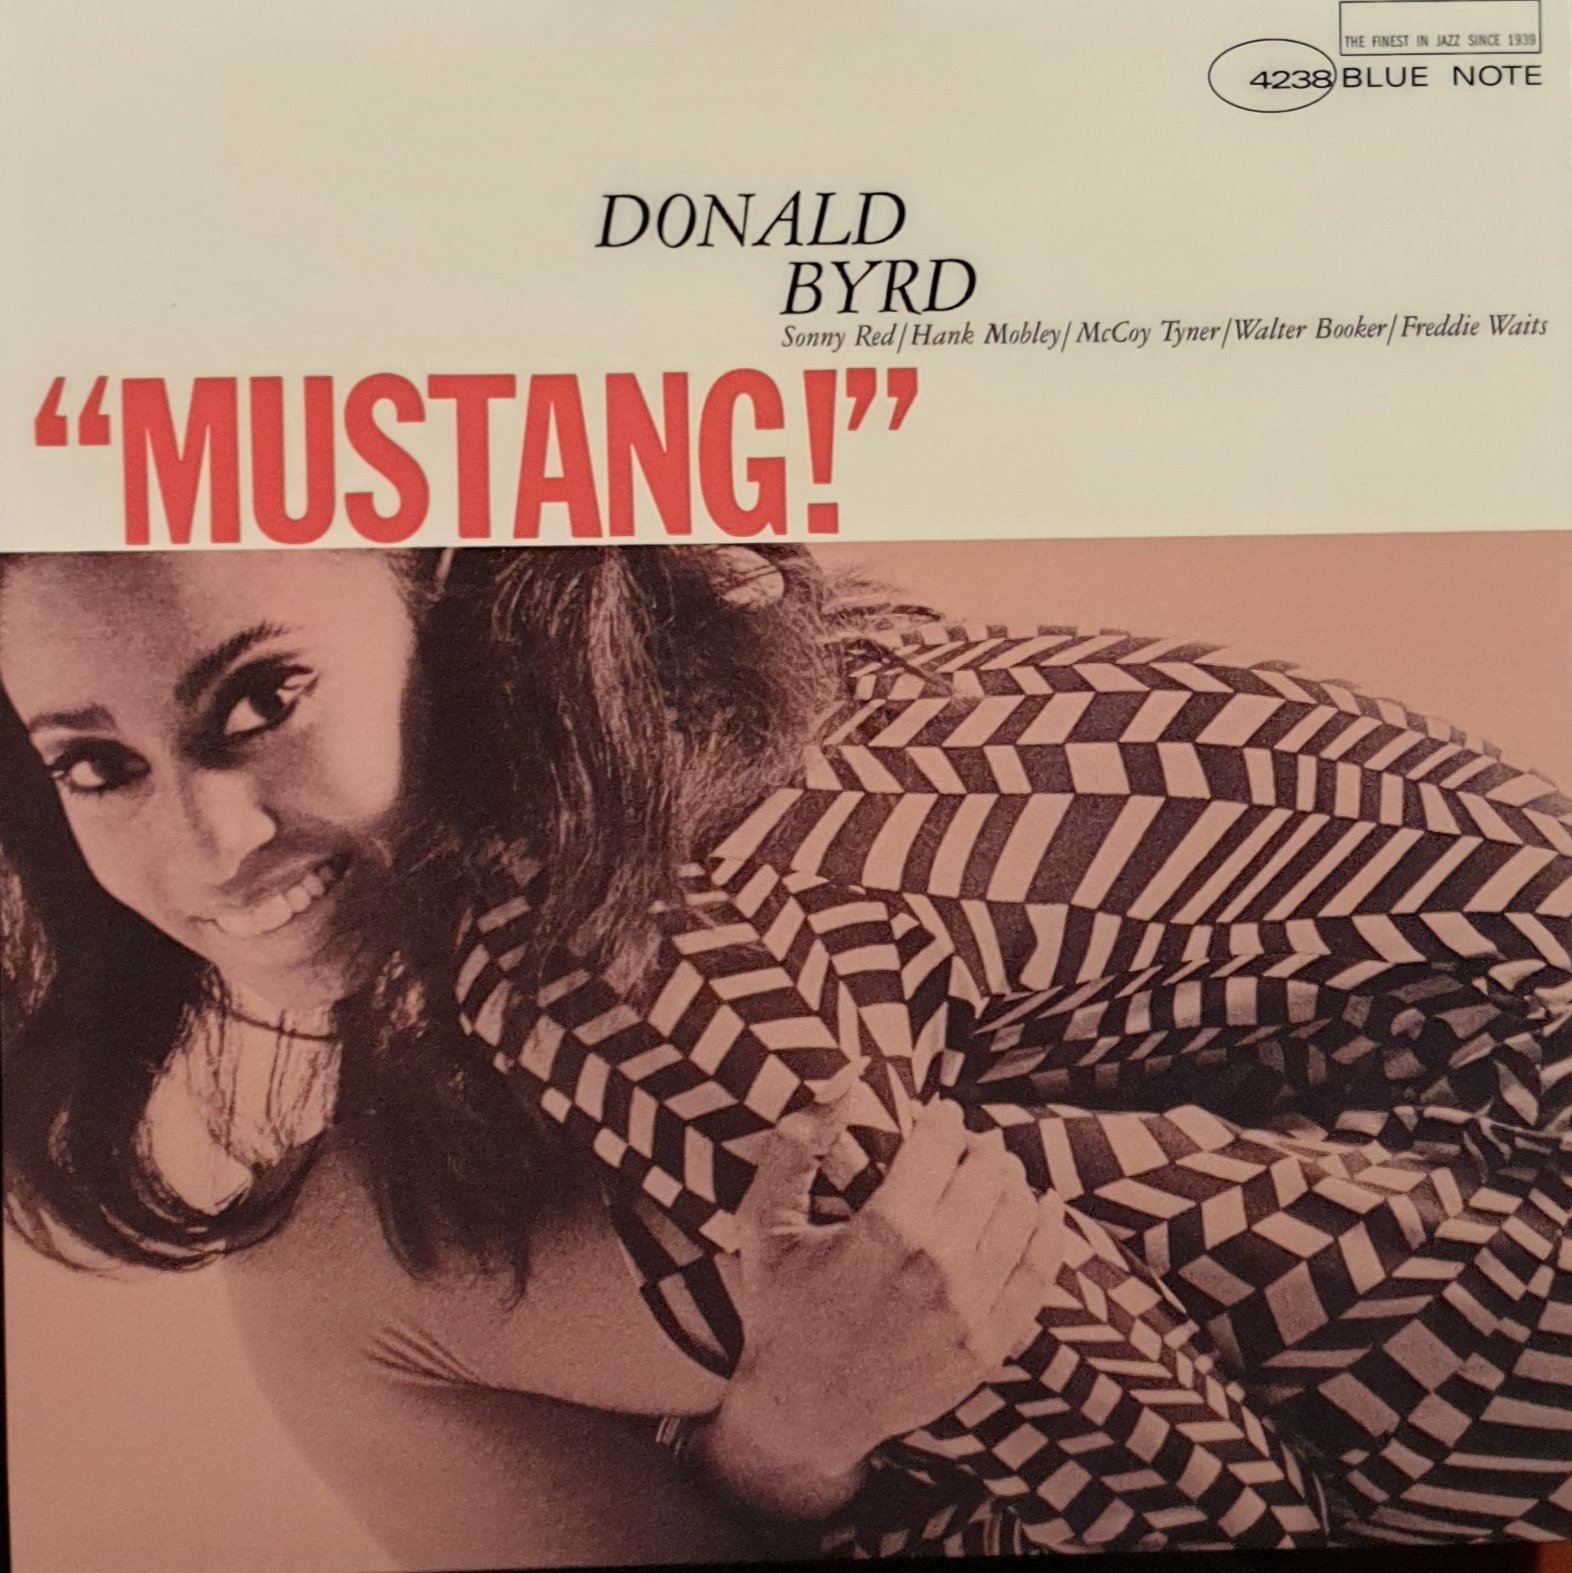 THE FINEST IN JAZZ SINCE 1939
4238 BLUE NOTE
DONALD
BYRD
Sonny Red/Hank Mobley/McCoy Tyner/Walter Booker/Freddie Waits
“MUSTANG!”